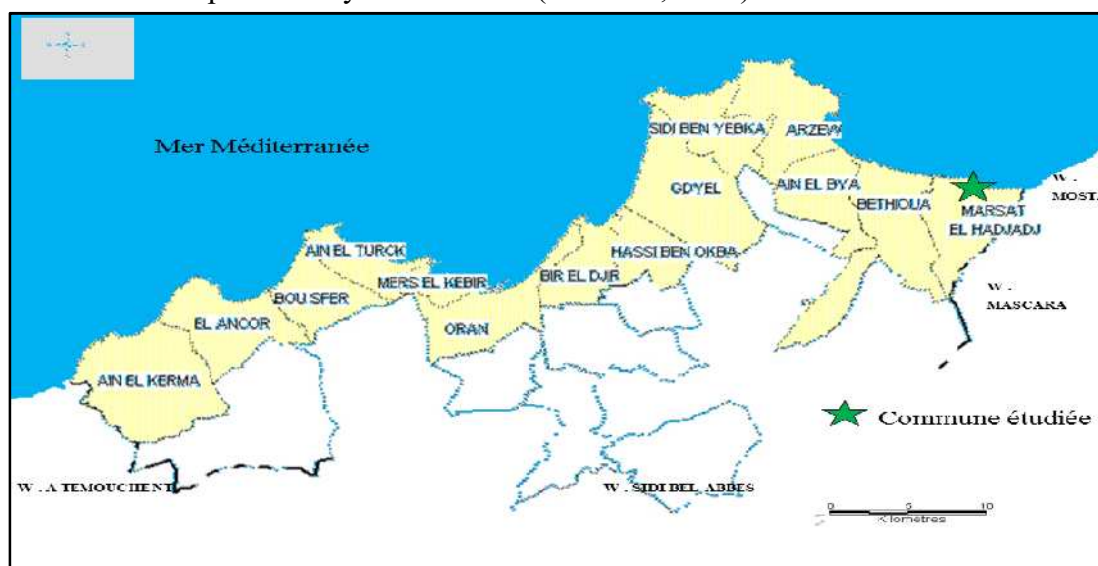 Mer Méditerranée
SIDI BEN YEBKA
ARZEW
GDYEL
AIN EL BYA
BETHIOUA
MARSAT
EL HADJADJ
W -
MOSTA
W -
MASCARA
AIN EL TURCK
MERS EL KEBIR
BIR EL DJIR
HASSI BEN OKBA
BOU SFER
EL ANCOR
ORAN
AIN EL KERMA
Commune étudiée
W - A TEMOUCHENT
W - SIDI BEL ABBES
0 5 10
Kilometres